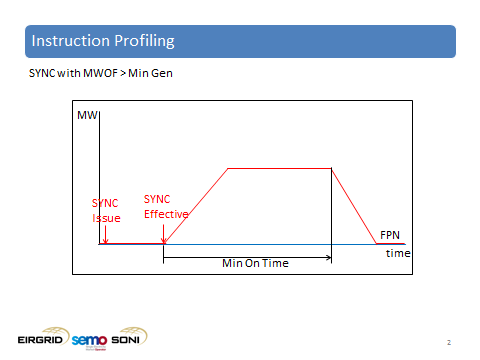 Instruction Profiling
SYNC with MWOF > Min Gen
MW
SYNC
Issue
SYNC
Effective
FPN
time
Min On Time
EIRGRID
semo
SONI
2